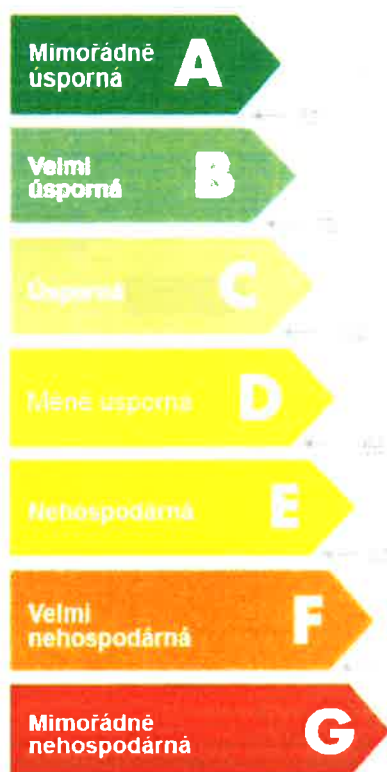 Mimořádně
úsporná
A
Velmi
úsporná
B
Úsporná
C
Méně úsporná
D
Nehospodárná
E
Velmi
nehospodárná
F
Mimořádně
nehospodárná
G